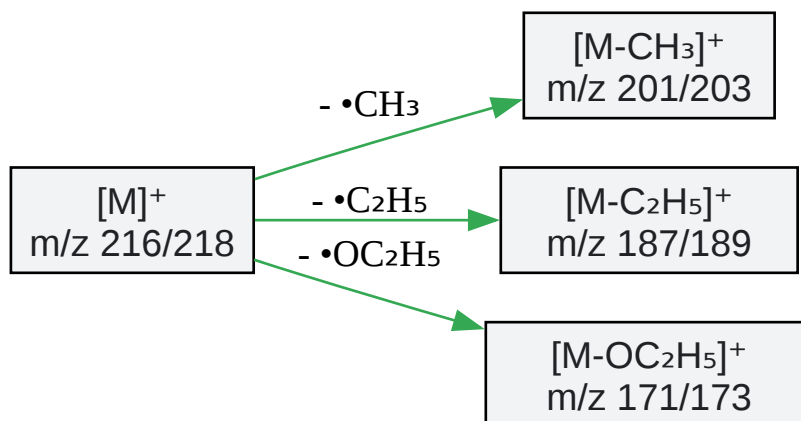 [M-CH₃]⁺
m/z 201/203
- •CH₃
[M]⁺
m/z 216/218
- •C₂H₅
[M-C₂H₅]⁺
m/z 187/189
- •OC₂H₅
[M-OC₂H₅]⁺
m/z 171/173